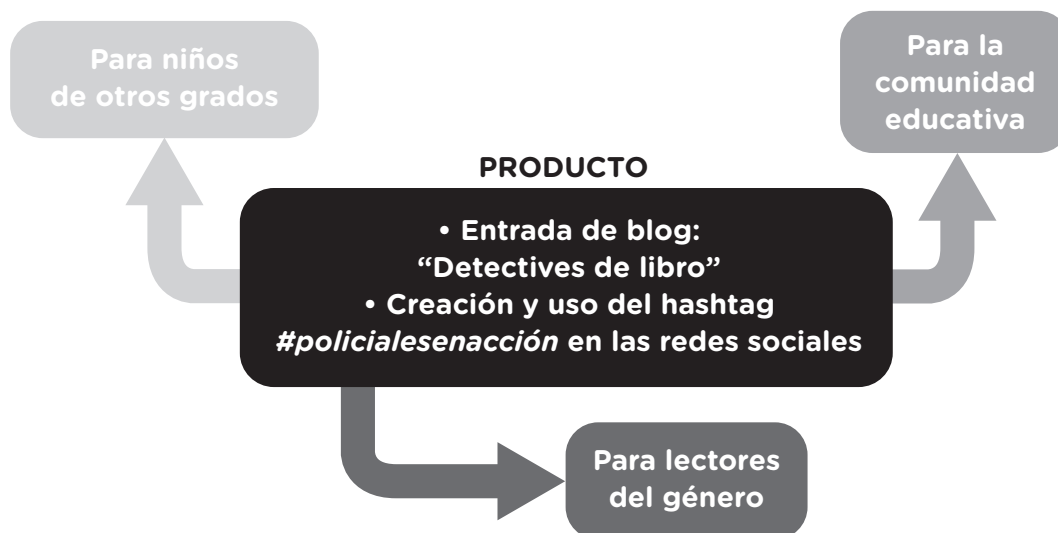 Para niños
de otros grados
Para la
comunidad
educativa
PRODUCTO
• Entrada de blog:
“Detectives de libro”
• Creación y uso del hashtag
#policialesenacción en las redes sociales
Para lectores
del género